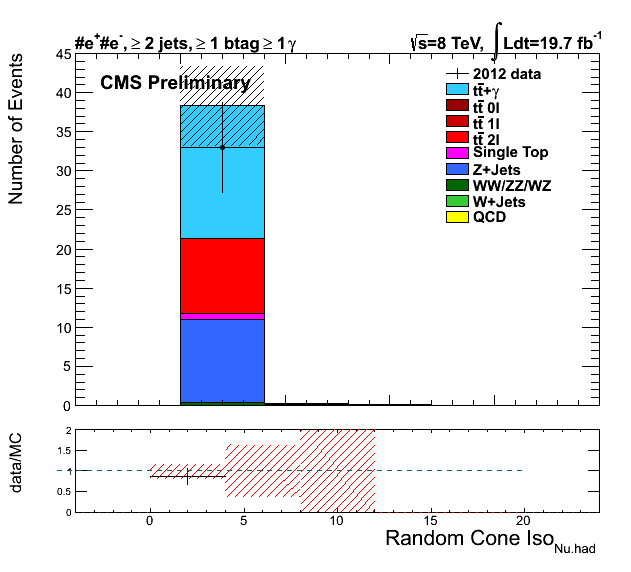 #e⁺#e⁻, ≥ 2 jets, ≥ 1 btag ≥ 1γ
√s=8 TeV, ∫ Ldt=19.7 fb⁻¹
CMS Preliminary
2012 data
tt̄+γ
tt̄ 0l
tt̄ 1l
tt̄ 2l
Single Top
Z+Jets
WW/ZZ/WZ
W+Jets
QCD
Number of Events
45
40
35
30
25
20
15
10
5
0
data/MC
2
1.5
1
0.5
0
0 5 10 15 20
Random Cone Iso Nu.had